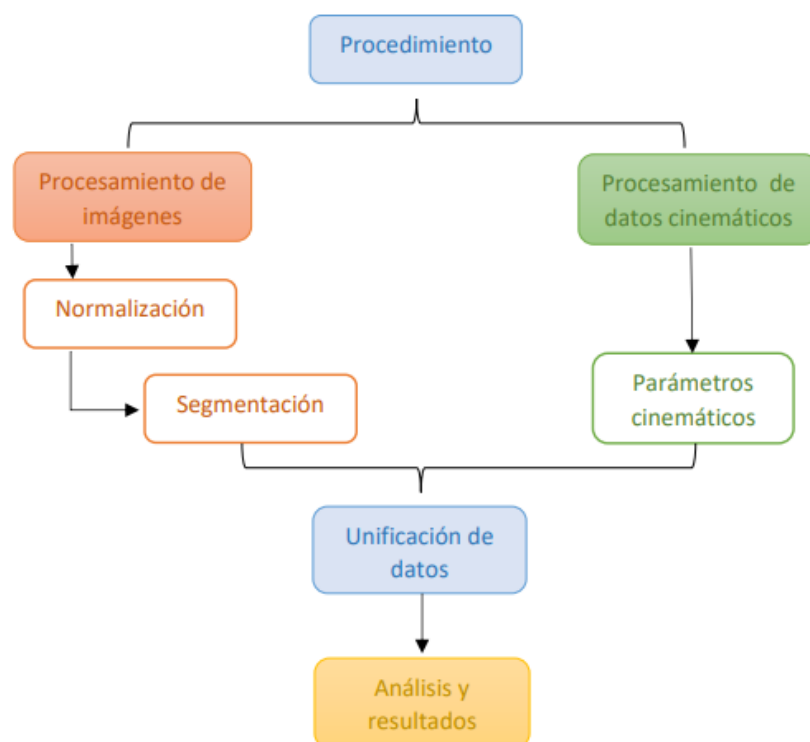 Procedimiento
Procesamiento de
imágenes
Procesamiento de
datos cinemáticos
Normalización
Segmentación
Parámetros
cinemáticos
Unificación de
datos
Análisis y
resultados